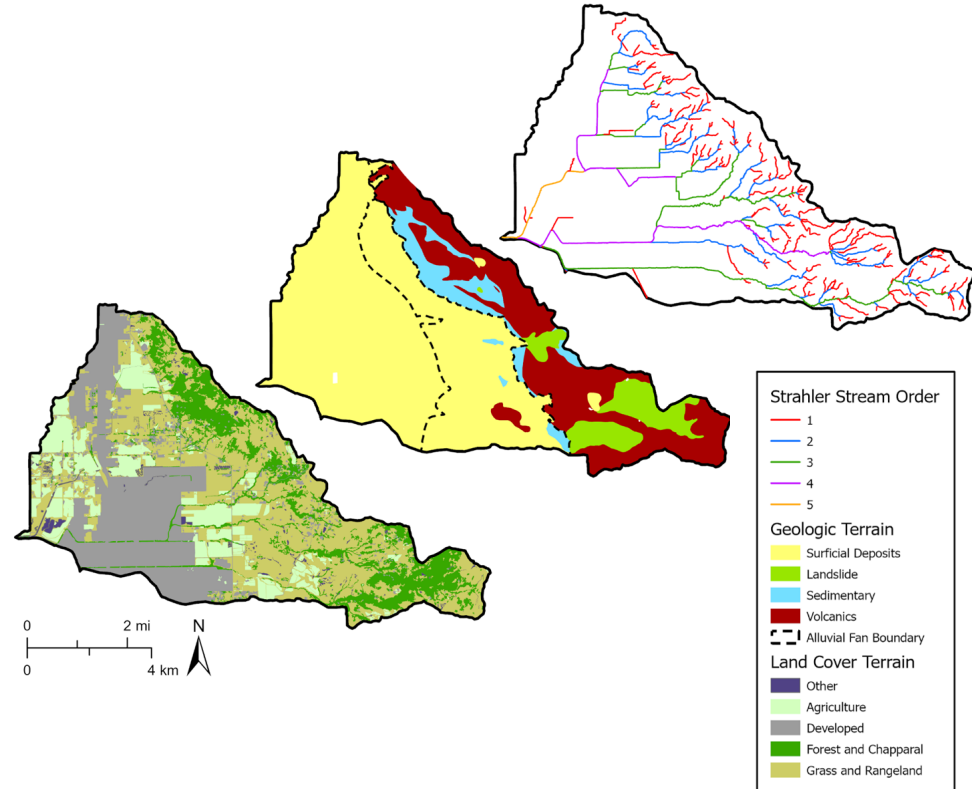 0
2 mi
N
0
4 km
Strahler Stream Order
1
2
3
4
5
Geologic Terrain
Surficial Deposits
Landslide
Sedimentary
Volcanics
Alluvial Fan Boundary
Land Cover Terrain
Other
Agriculture
Developed
Forest and Chapparal
Grass and Rangeland